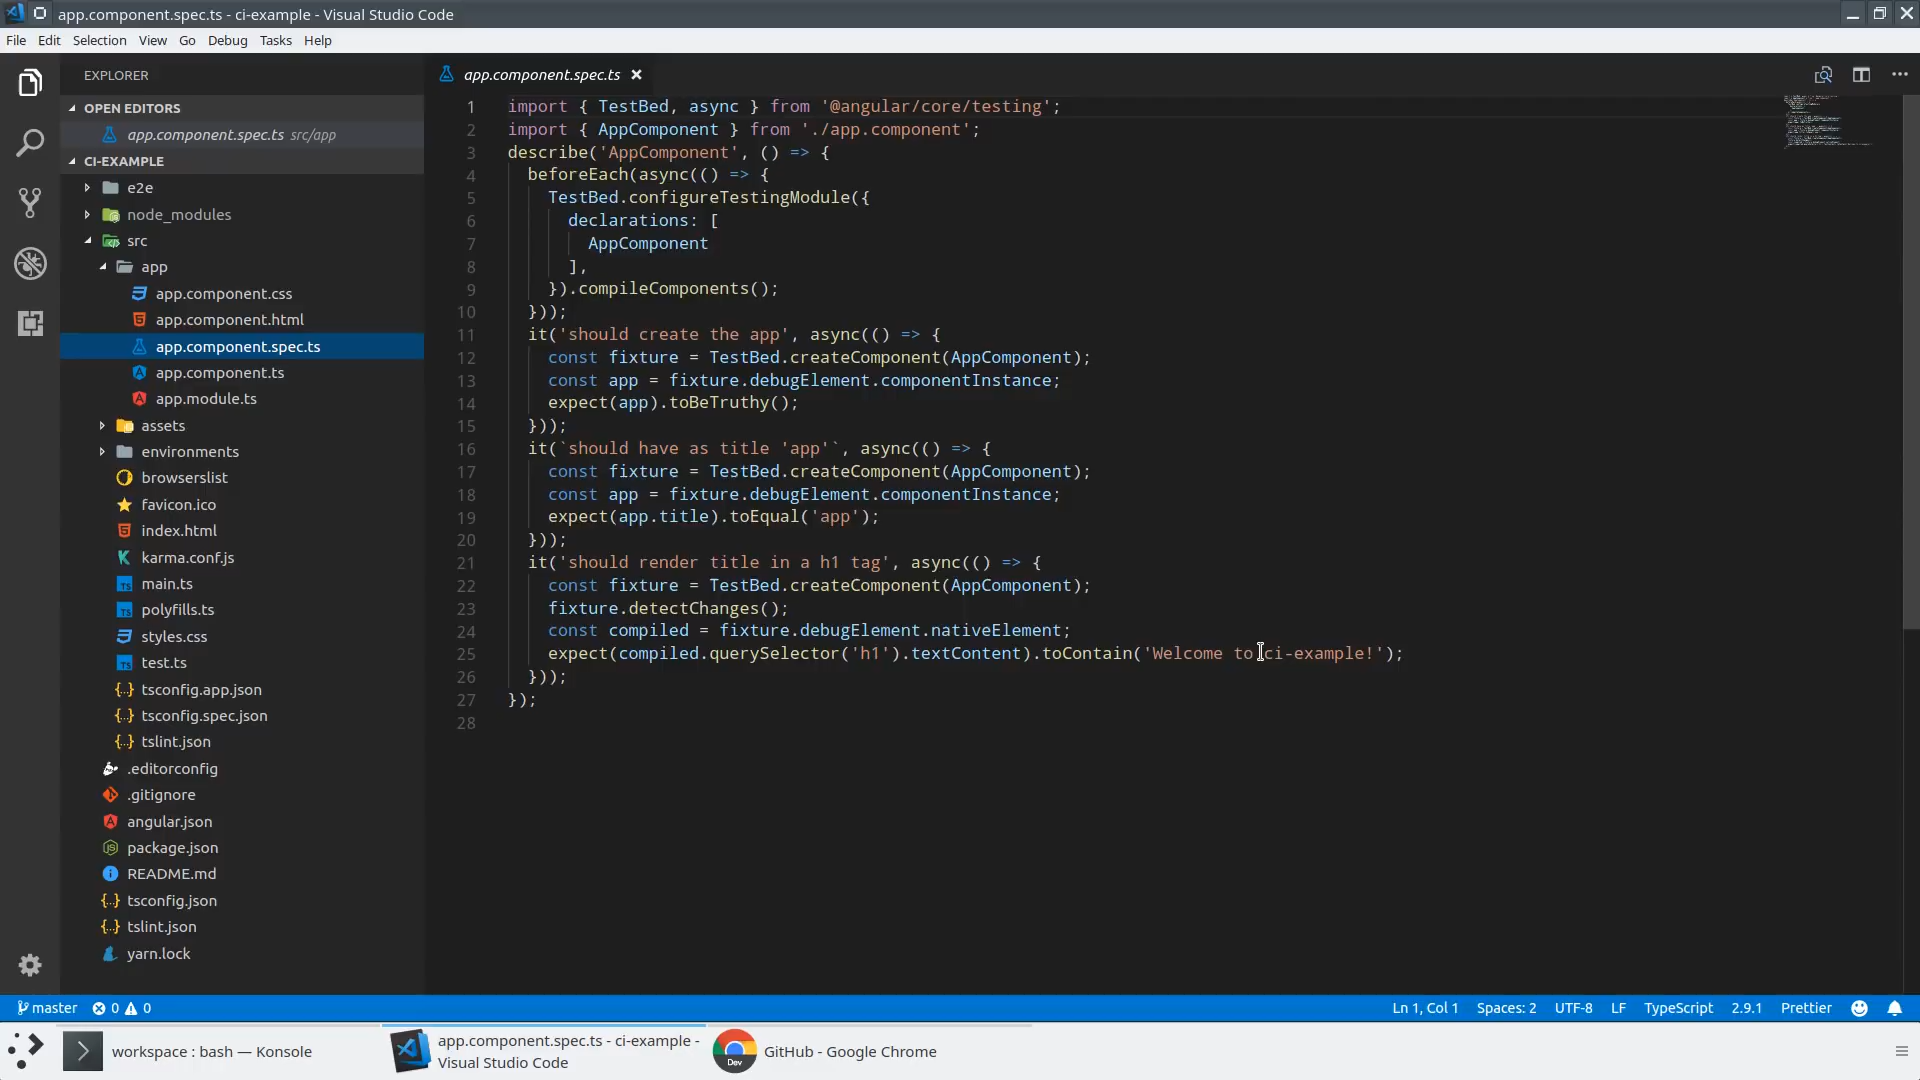 app.component.spec.ts - ci-example - Visual Studio Code
File Edit Selection View Go Debug Tasks Help
EXPLORER
OPEN EDITORS
app.component.spec.ts src/app
CI-EXAMPLE
e2e
node_modules
src
app
app.component.css
app.component.html
app.component.spec.ts
app.component.ts
app.module.ts
assets
environments
browserslist
favicon.ico
index.html
karma.conf.js
main.ts
polyfills.ts
styles.css
test.ts
tsconfig.app.json
tsconfig.spec.json
tslint.json
.editorconfig
.gitignore
angular.json
package.json
README.md
tsconfig.json
tslint.json
yarn.lock
app.component.spec.ts
1 import { TestBed, async } from '@angular/core/testing';
2 import { AppComponent } from './app.component';
3 describe('AppComponent', () => {
4 beforeEach(async(() => {
5 TestBed.configureTestingModule({
6 declarations: [
7 AppComponent
8 ],
9 }).compileComponents();
10 }));
11 it('should create the app', async(() => {
12 const fixture = TestBed.createComponent(AppComponent);
13 const app = fixture.debugElement.componentInstance;
14 expect(app).toBeTruthy();
15 }));
16 it(`should have as title 'app'`, async(() => {
17 const fixture = TestBed.createComponent(AppComponent);
18 const app = fixture.debugElement.componentInstance;
19 expect(app.title).toEqual('app');
20 }));
21 it('should render title in a h1 tag', async(() => {
22 const fixture = TestBed.createComponent(AppComponent);
23 fixture.detectChanges();
24 const compiled = fixture.debugElement.nativeElement;
25 expect(compiled.querySelector('h1').textContent).toContain('Welcome to ci-example!');
26 }));
27 });
28
master 0 0 Ln 1, Col 1 Spaces: 2 UTF-8 LF TypeScript 2.9.1 Prettier
workspace : bash — Konsole
app.component.spec.ts - ci-example -
Visual Studio Code
Dev
GitHub - Google Chrome